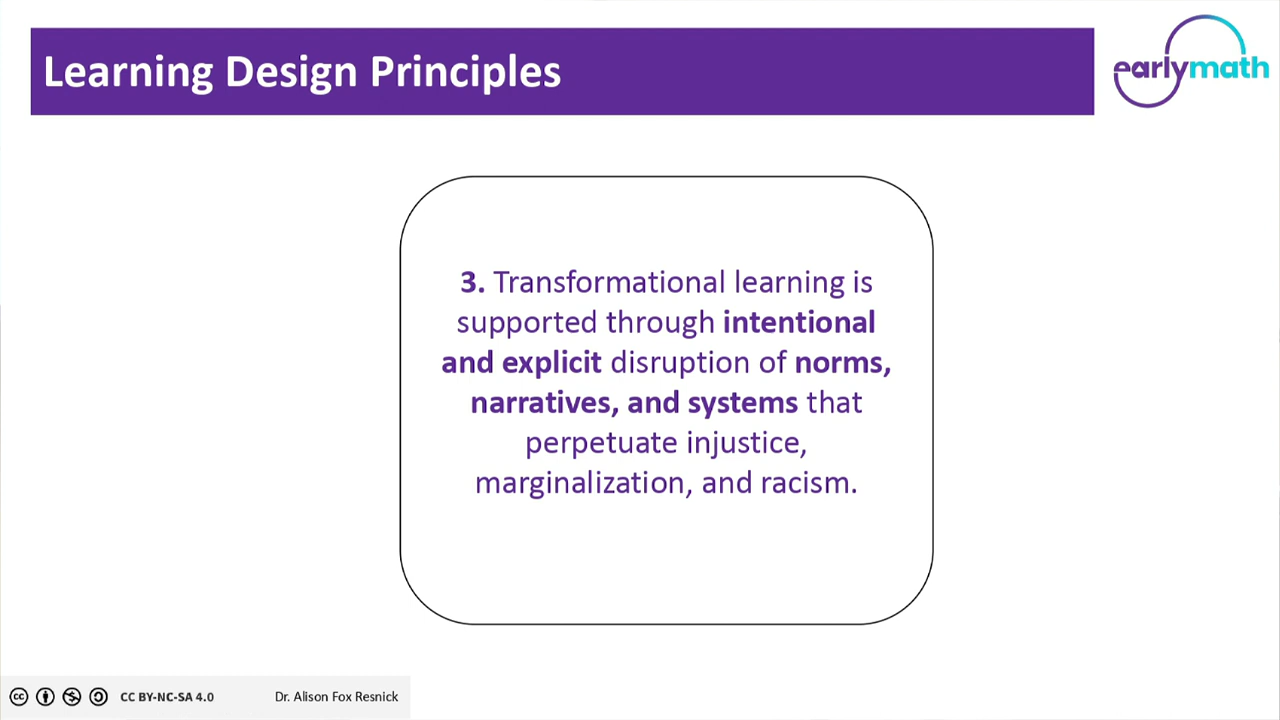 Learning Design Principles
earlymath
3. Transformational learning is
supported through intentional
and explicit disruption of norms,
narratives, and systems that
perpetuate injustice,
marginalization, and racism.
CC BY-NC-SA 4.0
Dr. Alison Fox Resnick